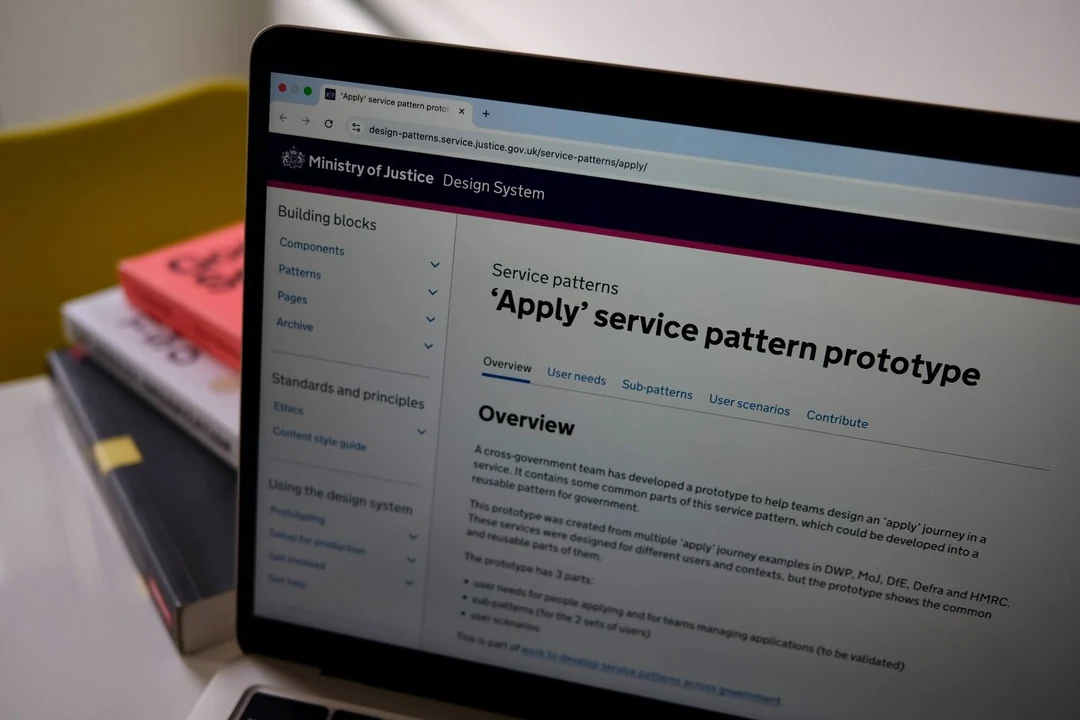 'Apply' service pattern proto
design-patterns.service.justice.gov.uk/service-patterns/apply/
Ministry of Justice Design System
Building blocks
Components
Patterns
Pages
Archive
Standards and principles
Ethics
Content style guide
Using the design system
Prototyping
Setup for production
Get involved
Get help
Service patterns
‘Apply’ service pattern prototype
Overview User needs Sub-patterns User scenarios Contribute
Overview
A cross-government team has developed a prototype to help teams design an 'apply' journey in a
service. It contains some common parts of this service pattern, which could be developed into a
reusable pattern for government.
This prototype was created from multiple 'apply' journey examples in DWP, MoJ, DfE, Defra and HMRC.
These services were designed for different users and contexts, but the prototype shows the common
and reusable parts of them.
The prototype has 3 parts:
• user needs for people applying and for teams managing applications (to be validated)
• sub-patterns (for the 2 sets of users)
• user scenarios
This is part of work to develop service patterns across government.